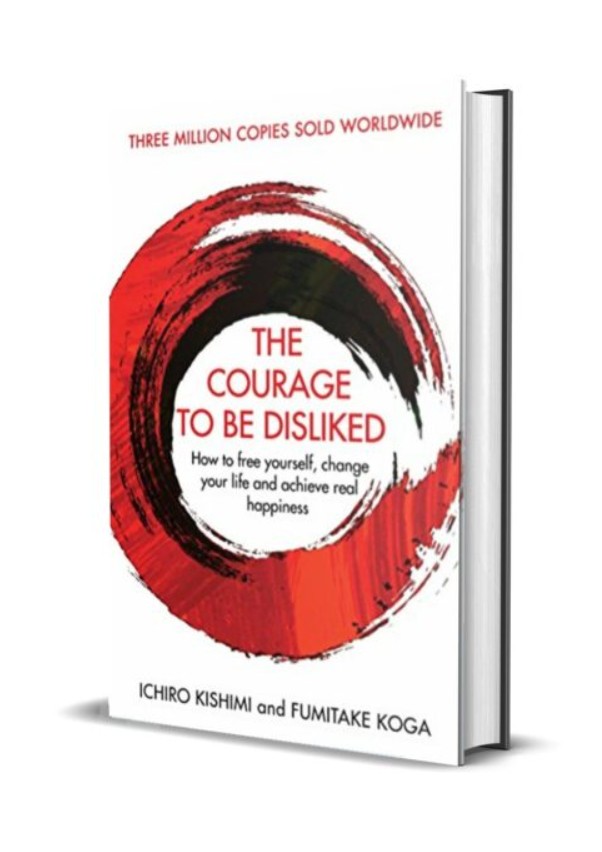 THREE MILLION COPIES SOLD WORLDWIDE
THE
COURAGE
TO BE DISLIKED
How to free yourself, change
your life and achieve real
happiness
ICHIRO KISHIMI and FUMITAKE KOGA